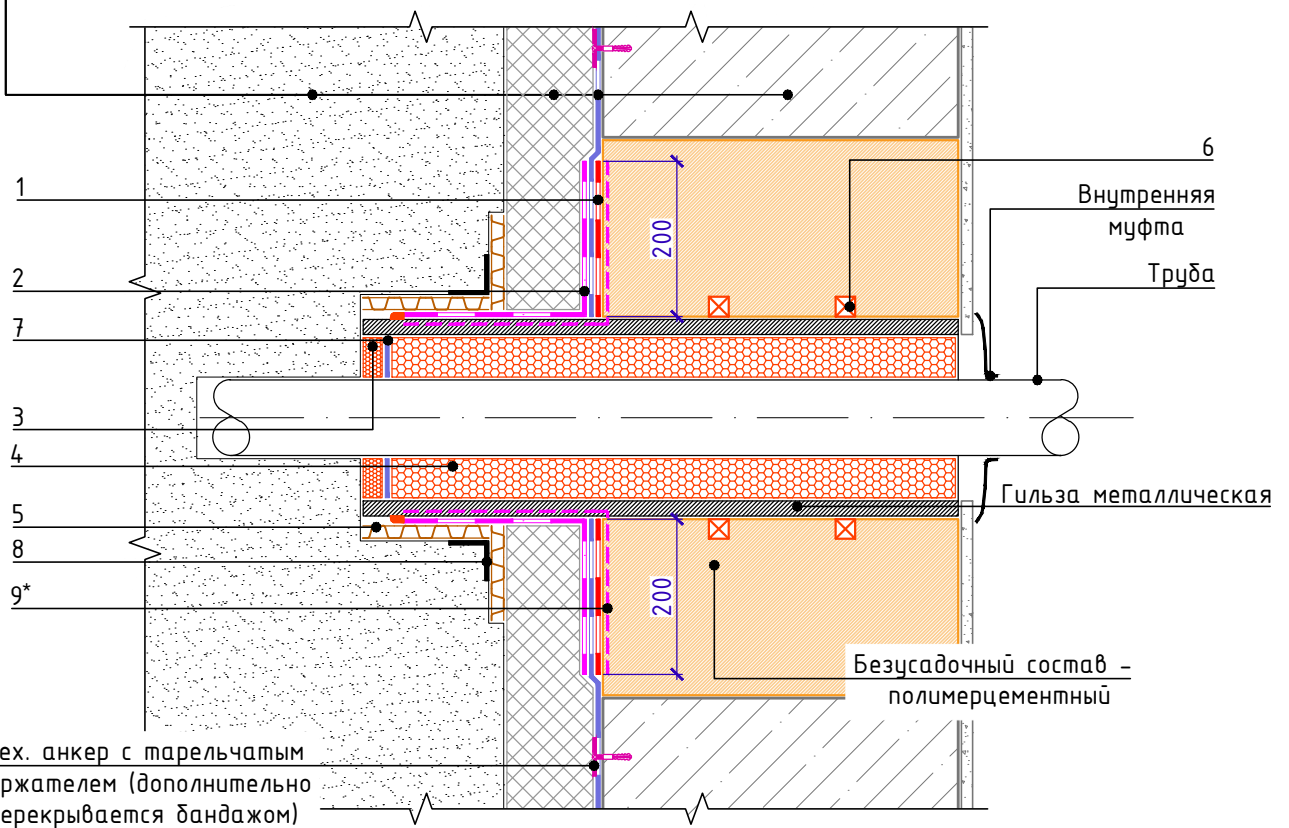 6
Внутренняя
муфта
1
200
Труба
2
7
3
4
Гильза металлическая
5
8
9*
200
Безусадочный состав -
полимерцементный
ех. анкер с тарельчатым
ржателем (дополнительно
ерекрывается бандажом)